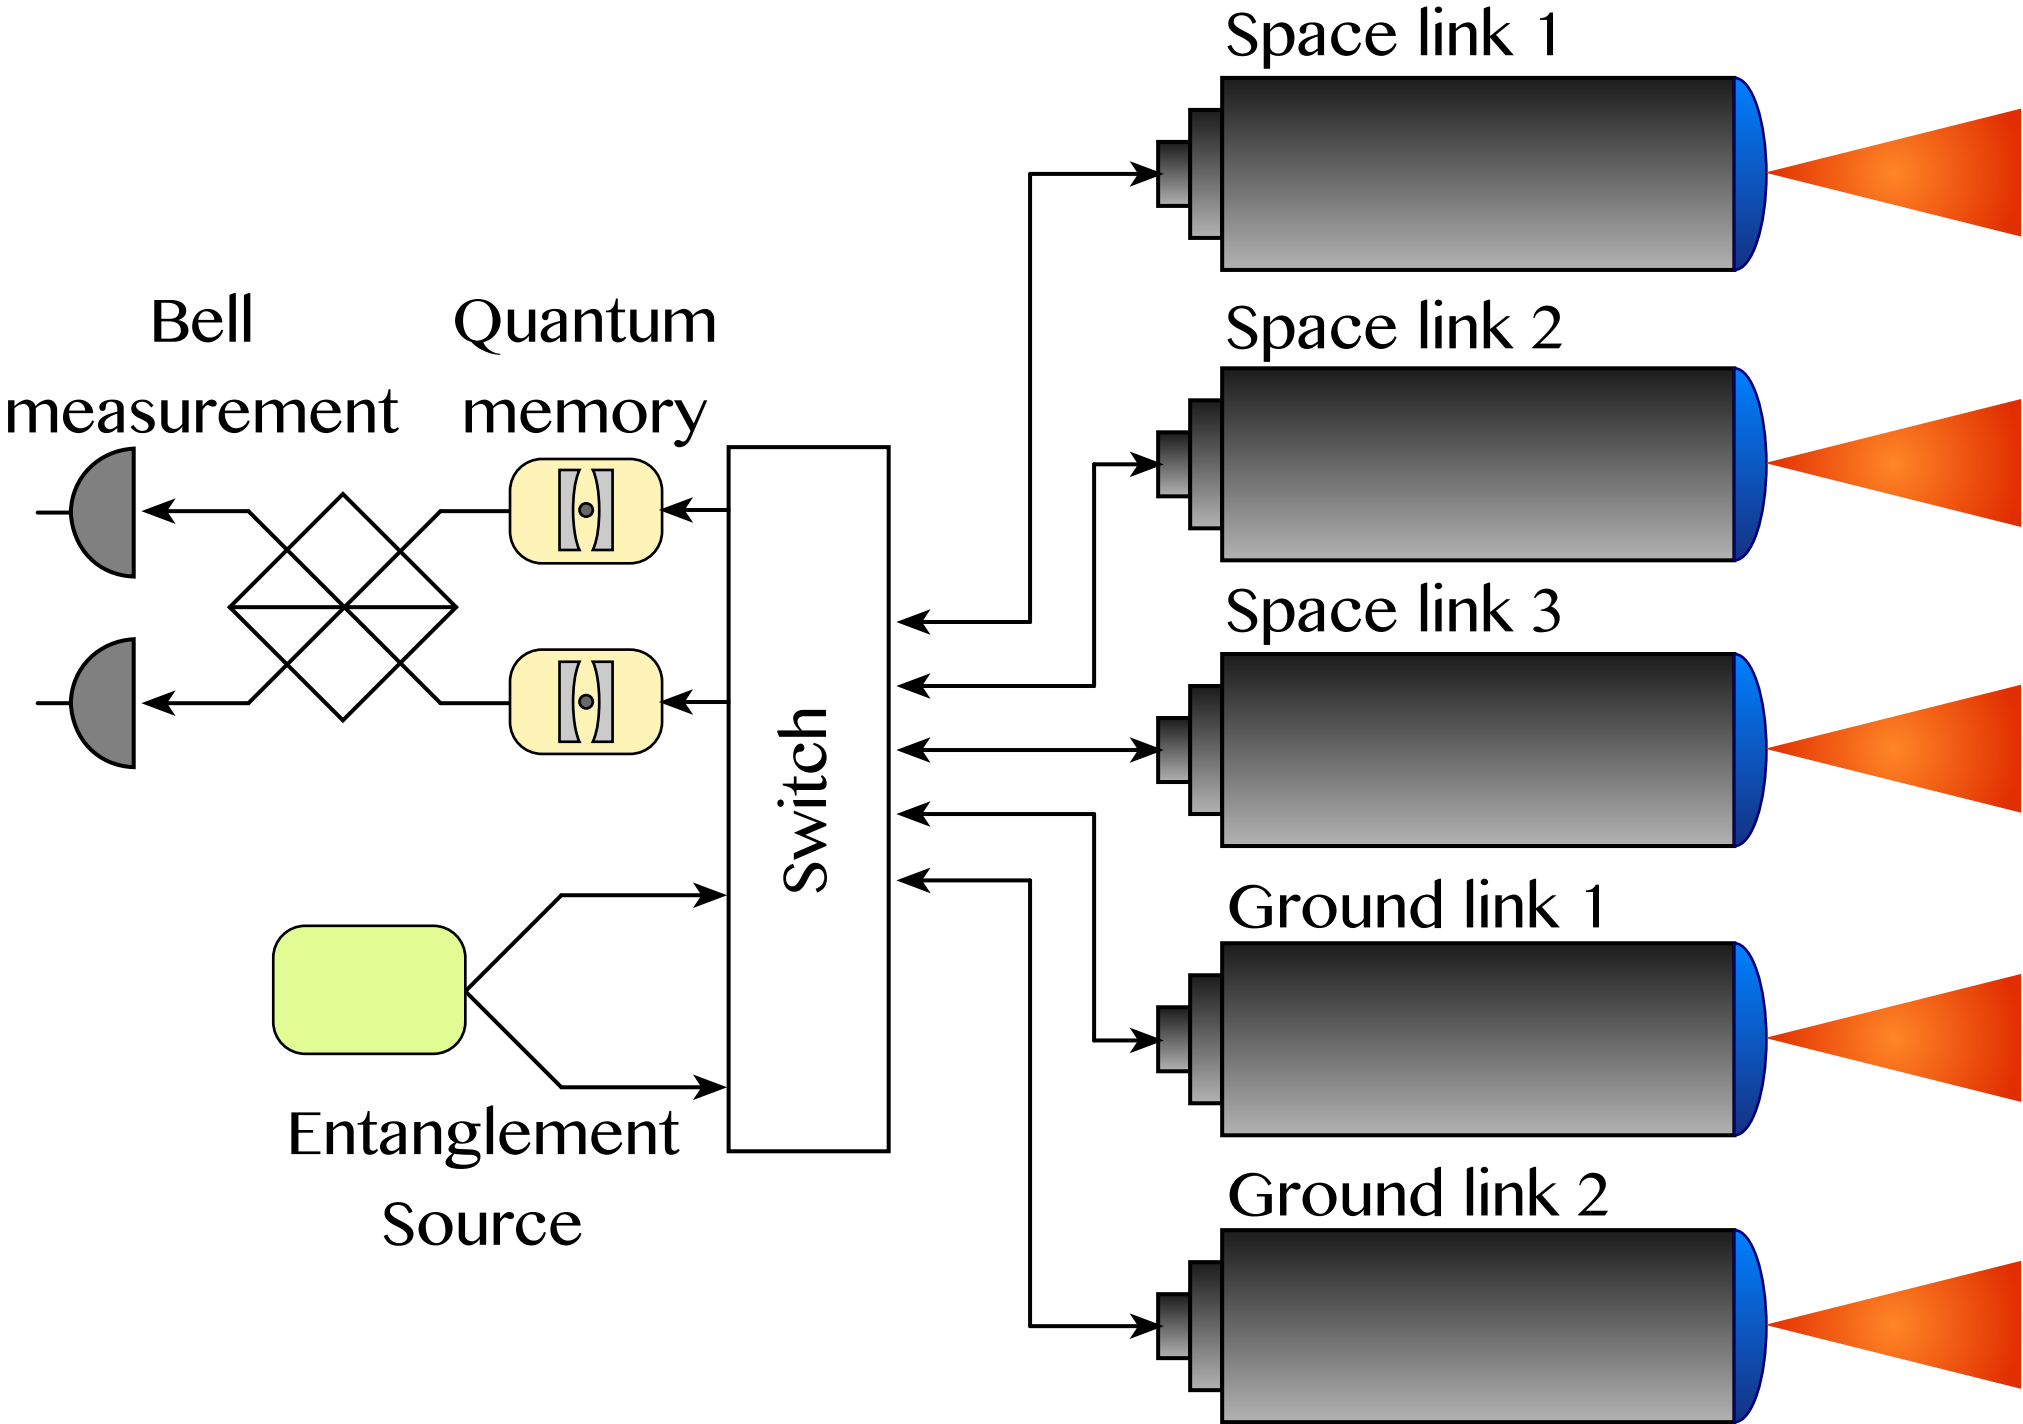 Space link 1
Bell
measurement
Quantum
memory
Space link 2
Space link 3
Switch
Ground link 1
Entanglement
Source
Ground link 2